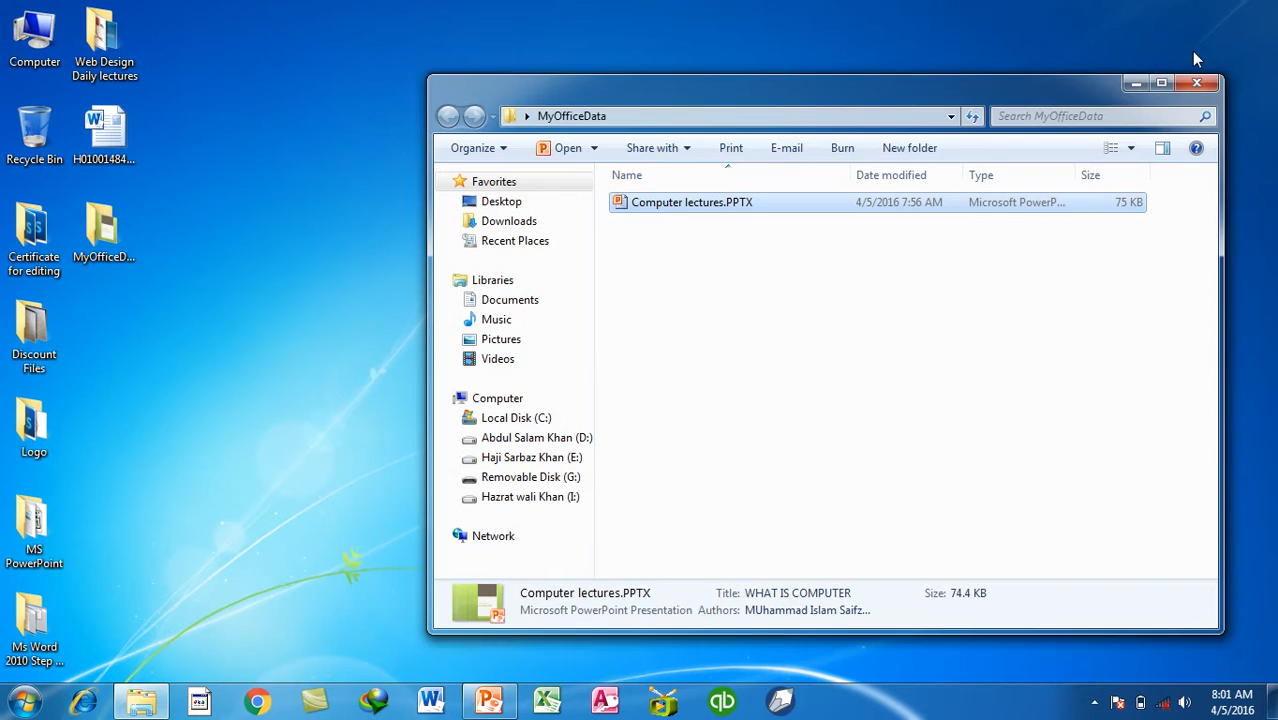 Computer
Web Design
Daily lectures
Recycle Bin
H01001484...
Certificate
for editing
MyOfficeD...
Discount
Files
Logo
MS
PowerPoint
Ms Word
2010 Step ...
MyOfficeData
Search MyOfficeData
Organize
Open
Share with
Print
E-mail
Burn
New folder
Name
Date modified
Type
Size
Computer lectures.PPTX
4/5/2016 7:56 AM
Microsoft PowerP...
75 KB
Favorites
Desktop
Downloads
Recent Places
Libraries
Documents
Music
Pictures
Videos
Computer
Local Disk (C:)
Abdul Salam Khan (D:)
Haji Sarbaz Khan (E:)
Removable Disk (G:)
Hazrat wali Khan (I:)
Network
Computer lectures.PPTX
Title: WHAT IS COMPUTER
Size: 74.4 KB
Microsoft PowerPoint Presentation
Authors: MUhammad Islam Saifz...
8:01 AM
4/5/2016